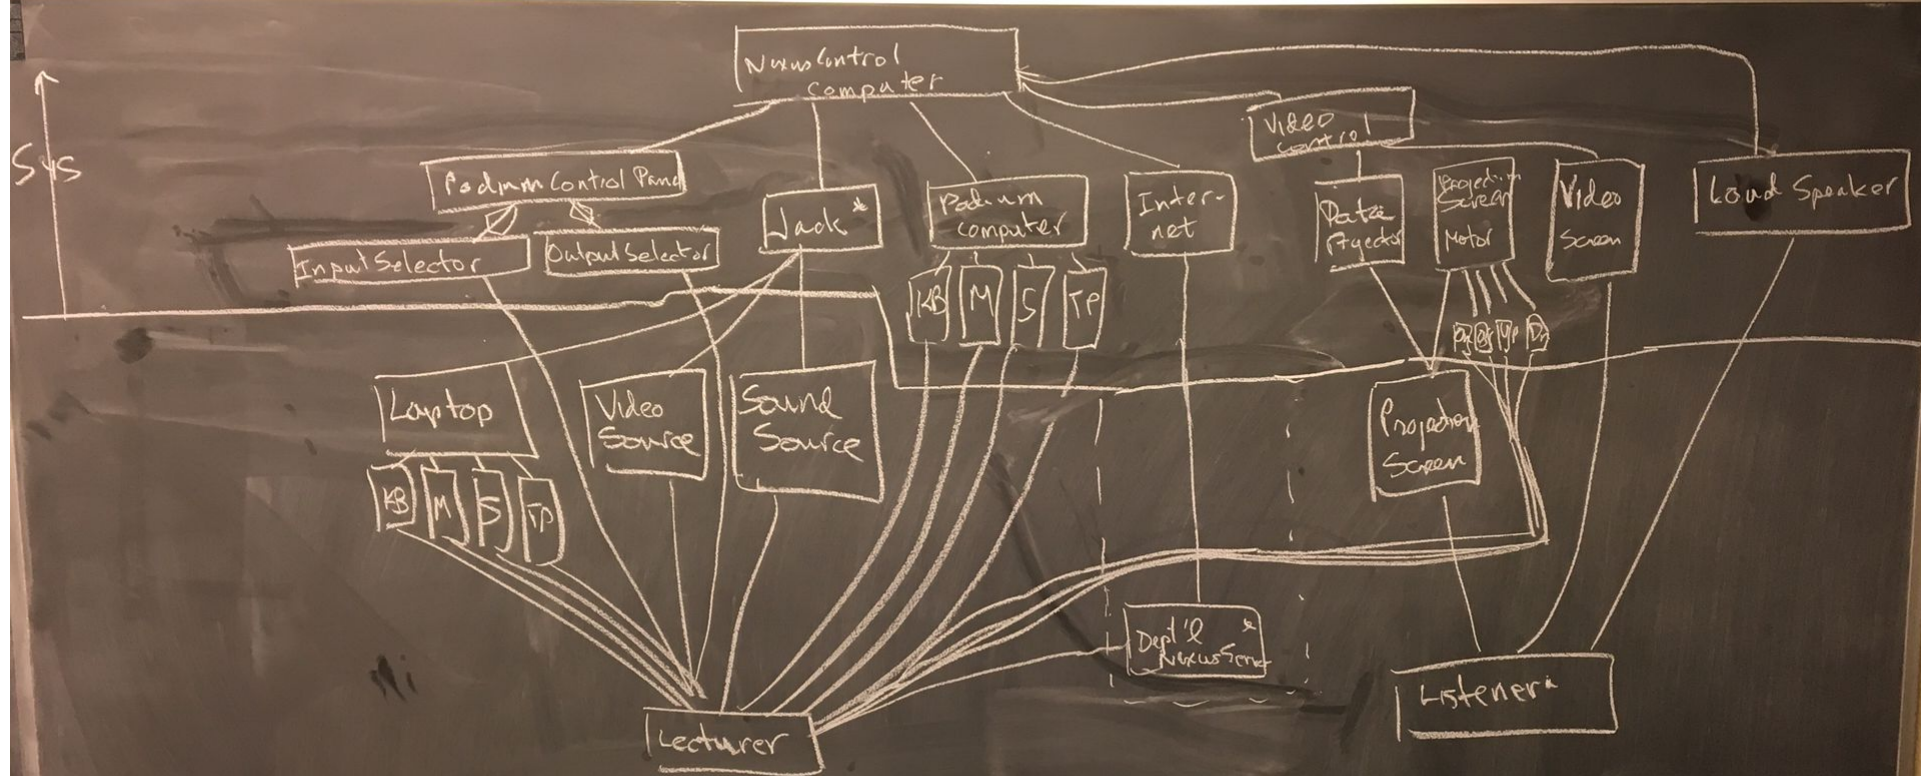 Nexus Control
Computer
Sys
Podium Control Panel
Input Selector
Output Selector
Jack *
Podium
computer
Inter-
net
Video
control
Data
Projector
Projection
Screen
Motor
Video
Screen
Loud Speaker
KB
M
S
TP
Laptop
Video
Source
Sound
Source
Projection
Screen
KB
M
S
TP
Dept'l *
Nexus Server
Listener *
Lecturer